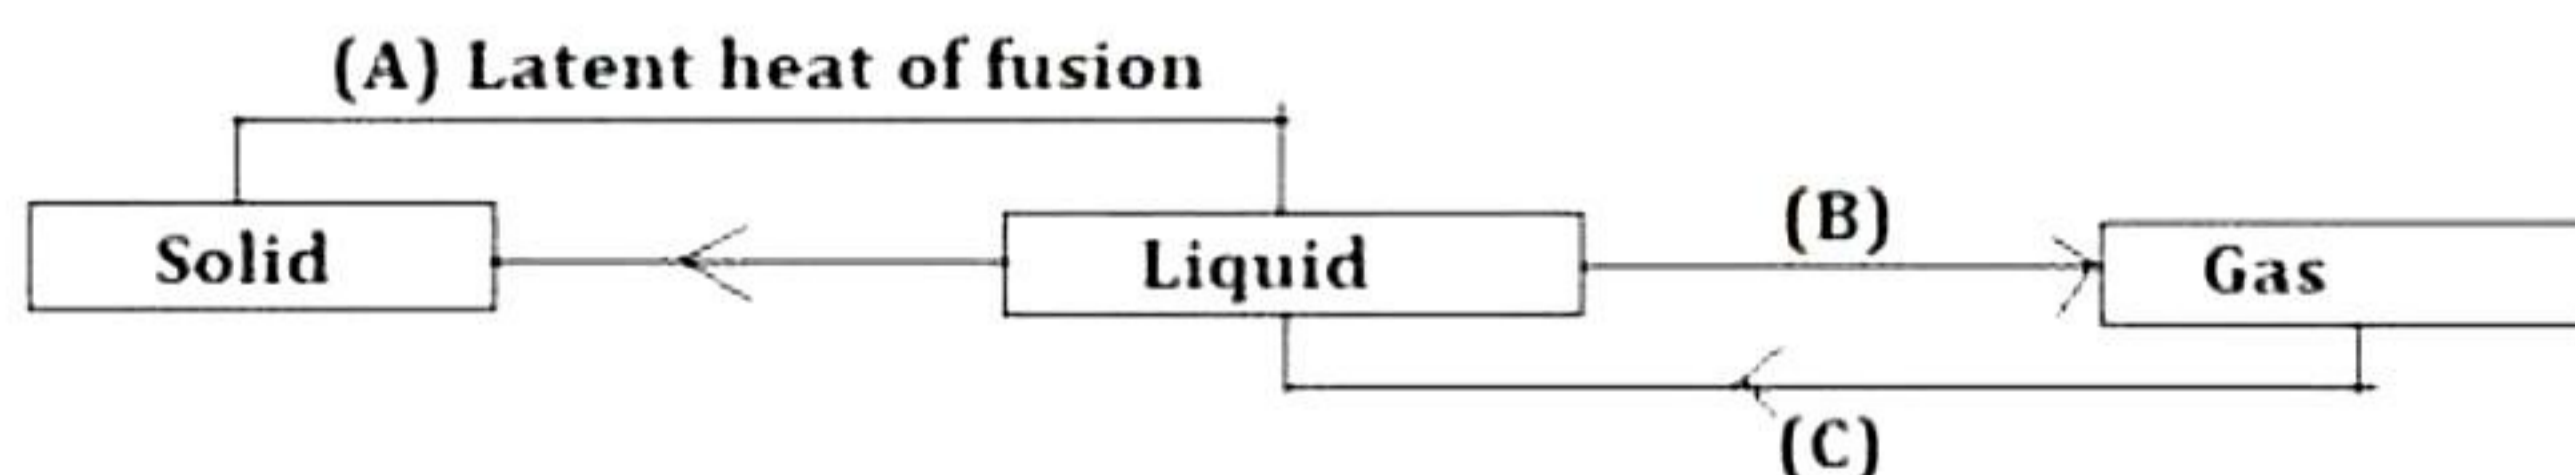 (A) Latent heat of fusion
(B)
Solid
Liquid
Gas
(C)